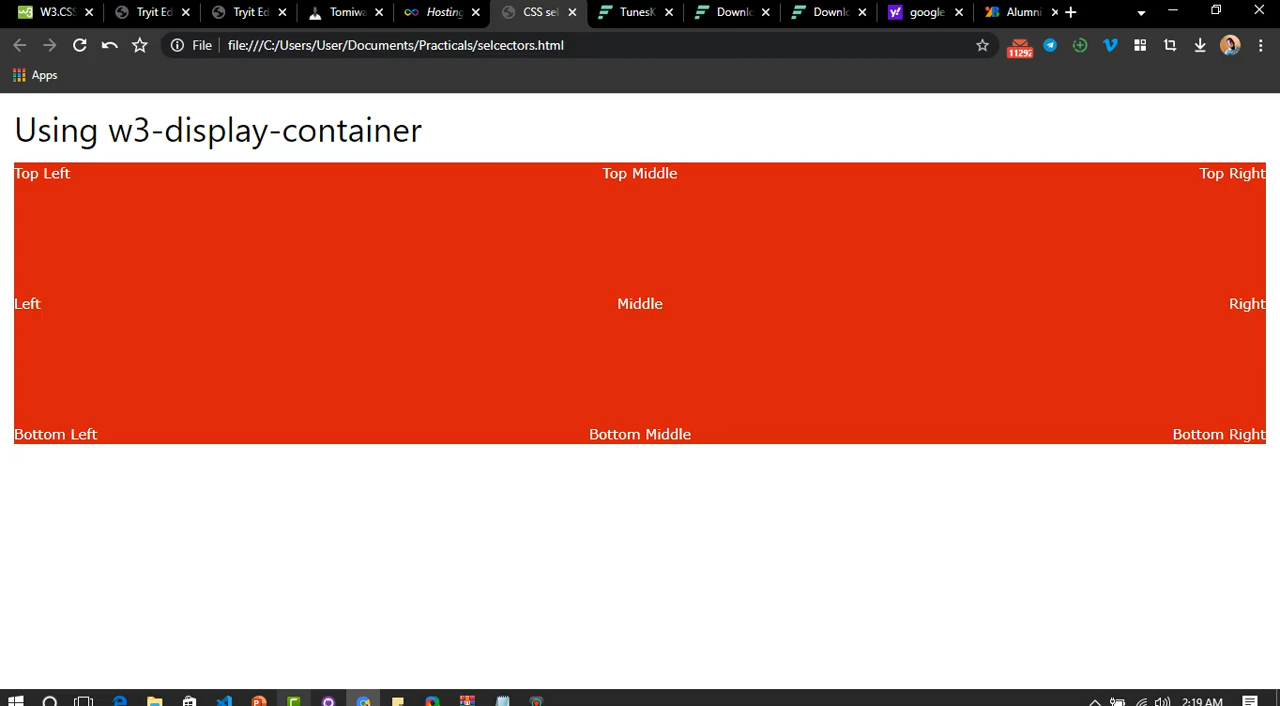 W3.CSS Tryit Ed Tryit Ed Tomiwa Hosting CSS sel TunesK Downlo Downlo google Alumni
File file:///C:/Users/User/Documents/Practicals/selcectors.html
11292
Apps
Using w3-display-container
Top Left Top Middle Top Right
Left Middle Right
Bottom Left Bottom Middle Bottom Right
2:19 AM